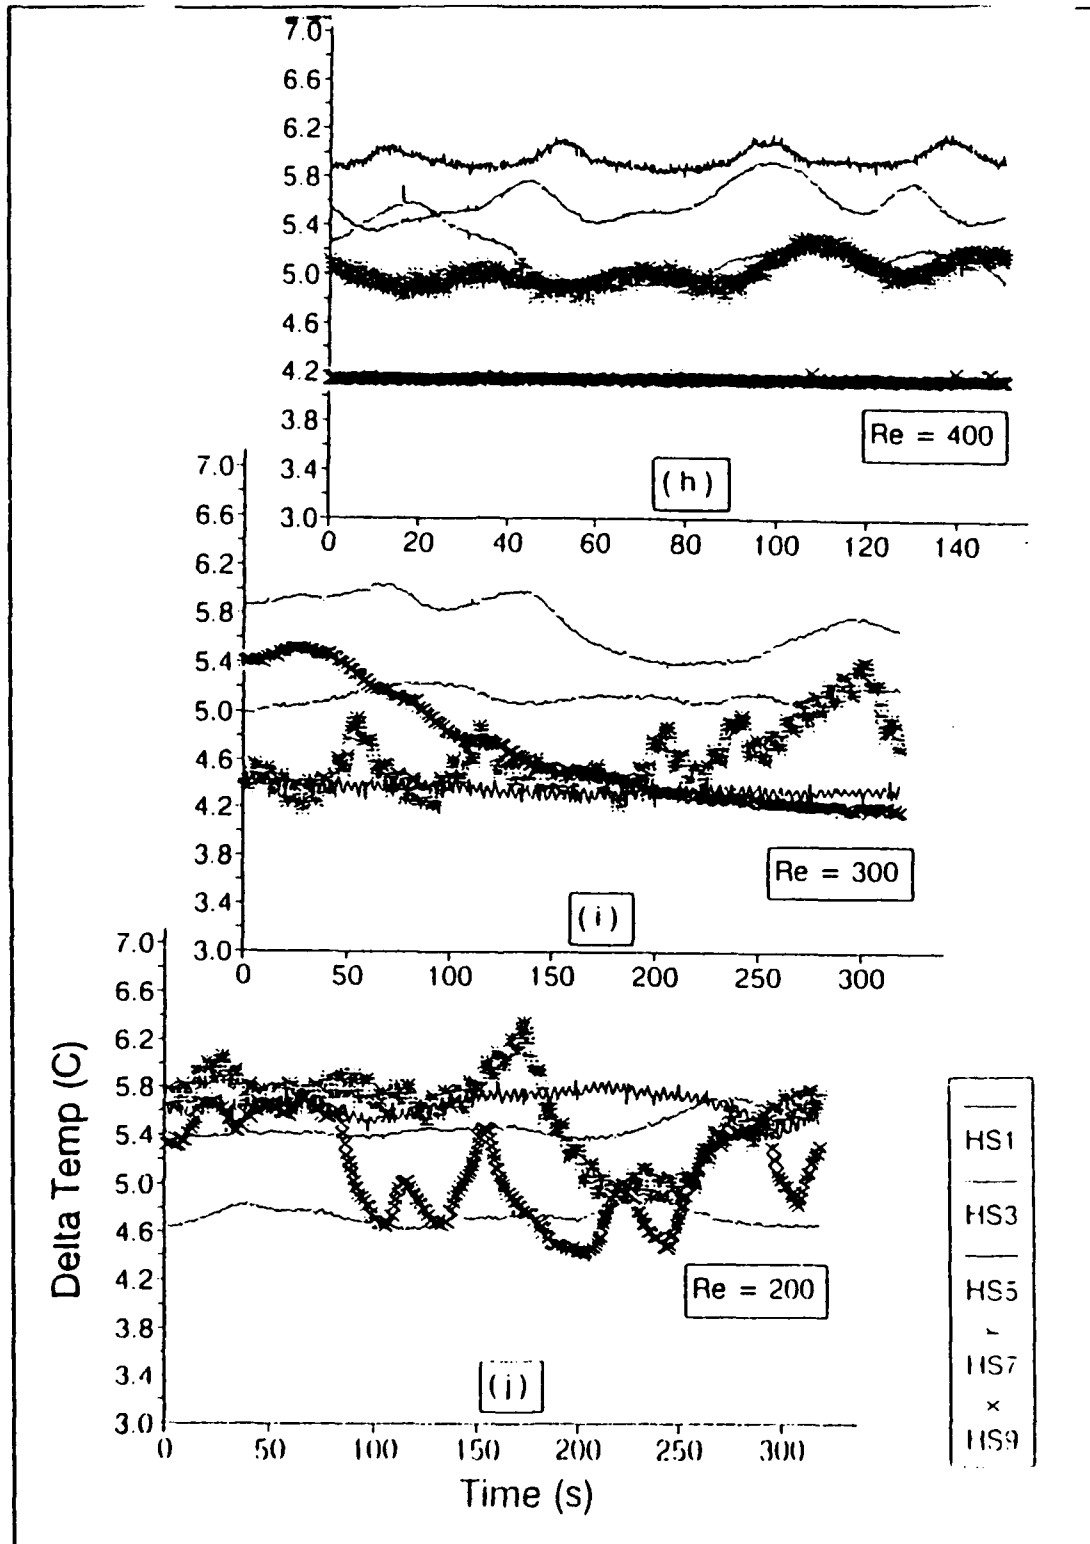 7.0
6.6
6.2
5.8
5.4
5.0
4.6
4.2
3.8
3.4
3.0
Re = 400
(h)
0 20 40 60 80 100 120 140
7.0
6.6
6.2
5.8
5.4
5.0
4.6
4.2
3.8
3.4
3.0
Re = 300
(i)
0 50 100 150 200 250 300
7.0
6.6
6.2
5.8
5.4
5.0
4.6
4.2
3.8
3.4
3.0
Delta Temp (C)
Re = 200
(j)
0 50 100 150 200 250 300
Time (s)
HS1
HS3
HS5
HS7
x
HS9